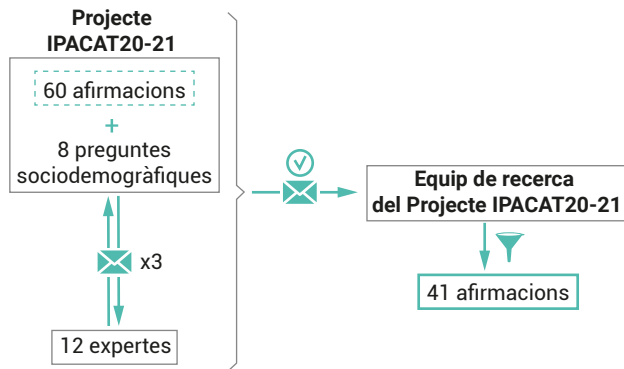 Projecte
IPACAT20-21
60 afirmacions
+
8 preguntes
sociodemogràfiques
x3
12 expertes
Equip de recerca
del Projecte IPACAT20-21
41 afirmacions